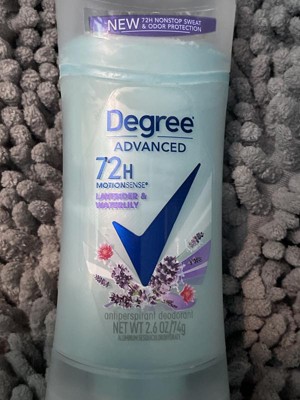 NEW 72H NONSTOP SWEAT
& ODOR PROTECTION
Degree®
ADVANCED
72H
MOTIONSENSE®
LAVENDER &
WATERLILY
antiperspirant deodorant
NET WT 2.6 OZ/74g